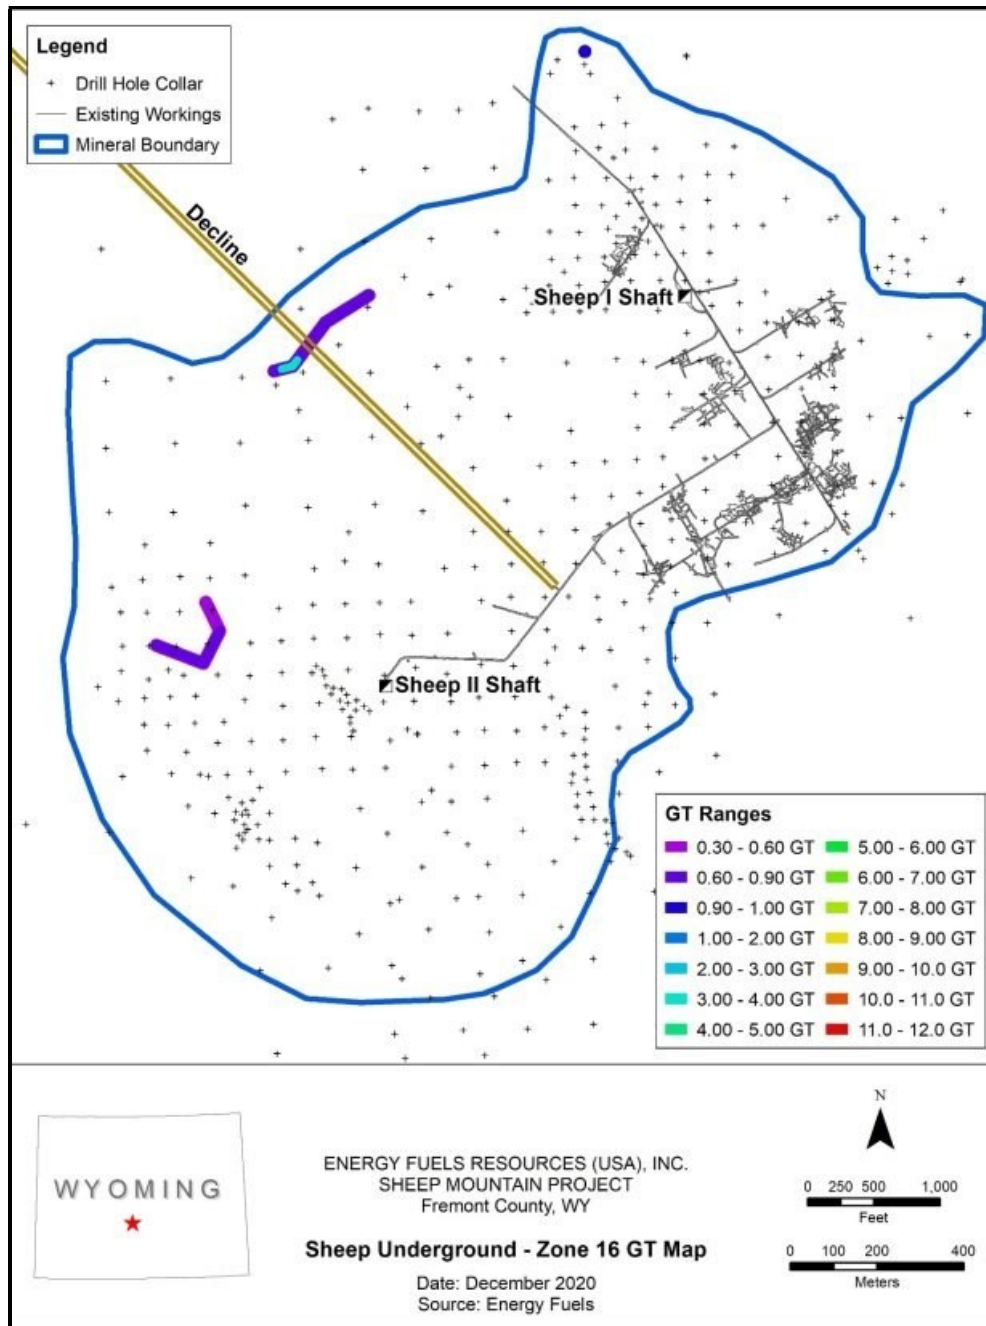 Legend
Drill Hole Collar
Existing Workings
Mineral Boundary
Decline
Sheep I Shaft
Sheep II Shaft
GT Ranges
0.30 - 0.60 GT
0.60 - 0.90 GT
0.90 - 1.00 GT
1.00 - 2.00 GT
2.00 - 3.00 GT
3.00 - 4.00 GT
4.00 - 5.00 GT
5.00 - 6.00 GT
6.00 - 7.00 GT
7.00 - 8.00 GT
8.00 - 9.00 GT
9.00 - 10.0 GT
10.0 - 11.0 GT
11.0 - 12.0 GT
WYOMING
ENERGY FUELS RESOURCES (USA), INC.
SHEEP MOUNTAIN PROJECT
Fremont County, WY
Sheep Underground - Zone 16 GT Map
Date: December 2020
Source: Energy Fuels
N
0 250 500 1,000
Feet
0 100 200 400
Meters